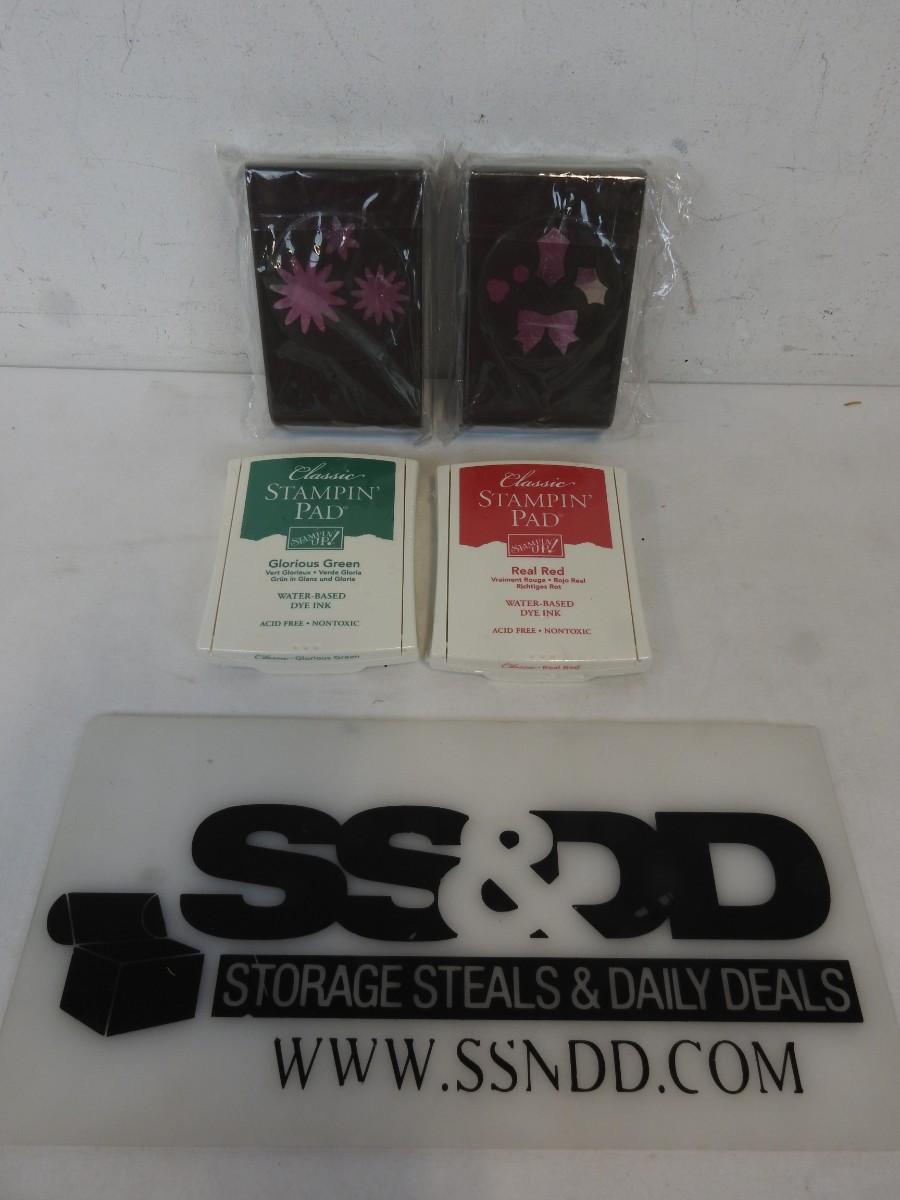 Classic
STAMPIN'
PAD®
STAMPIN' UP!
Glorious Green
Vert Glorieux • Verde Gloria
Grün in Glanz und Gloria
WATER-BASED
DYE INK
ACID FREE • NONTOXIC
Classic • Glorious Green
Classic
STAMPIN'
PAD®
STAMPIN' UP!
Real Red
Vraiment Rouge • Rojo Real
Richtiges Rot
WATER-BASED
DYE INK
ACID FREE • NONTOXIC
Classic • Real Red
SS&DD
STORAGE STEALS & DAILY DEALS
WWW.SSNDD.COM